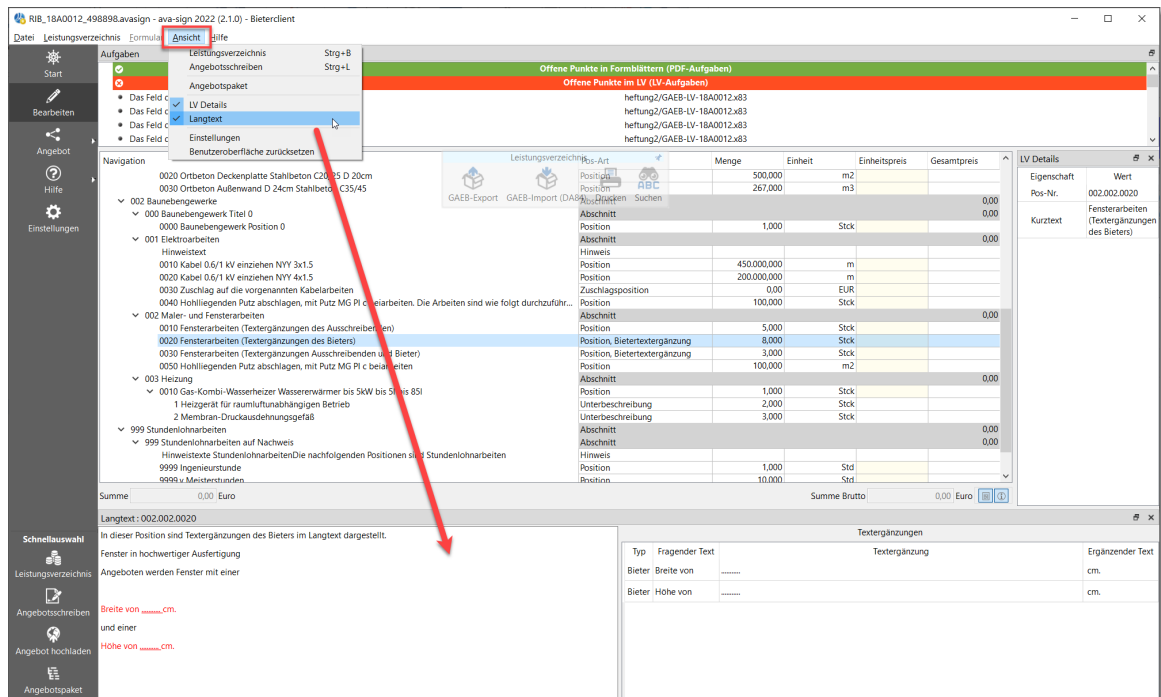 RIB_18A0012_498898.avasign - ava-sign 2022 (2.1.0) - Bieterclient
Datei Leistungsverzeichnis Formular Ansicht Hilfe
Start
Bearbeiten
Angebot
Hilfe
Einstellungen
Schnellauswahl
Leistungsverzeichnis
Angebotsschreiben
Angebot hochladen
Angebotspaket
Aufgaben
Offene Punkte in Formblättern (PDF-Aufgaben)
Offene Punkte im LV (LV-Aufgaben)
Das Feld heftung2/GAEB-LV-18A0012.x83
Das Feld heftung2/GAEB-LV-18A0012.x83
Das Feld heftung2/GAEB-LV-18A0012.x83
Das Feld heftung2/GAEB-LV-18A0012.x83
Leistungsverzeichnis Strg+B
Angebotsschreiben Strg+L
Angebotspaket
LV Details
Langtext
Einstellungen
Benutzeroberfläche zurücksetzen
Leistungsverzeichnis
GAEB-Export GAEB-Import (DA84) Drucken Suchen
Navigation Pos-Art Menge Einheit Einheitspreis Gesamtpreis
0020 Ortbeton Deckenplatte Stahlbeton C20/25 D 20cm Position 500,000 m2
0030 Ortbeton Außenwand D 24cm Stahlbeton C35/45 Position 267,000 m3
002 Baunebengewerke Abschnitt 0,00
000 Baunebengewerk Titel 0 Abschnitt 0,00
0000 Baunebengewerk Position 0 Position 1,000 Stck
001 Elektroarbeiten Abschnitt 0,00
Hinweistext Hinweis
0010 Kabel 0.6/1 kV einziehen NYY 3x1.5 Position 450.000,000 m
0020 Kabel 0.6/1 kV einziehen NYY 4x1.5 Position 200.000,000 m
0030 Zuschlag auf die vorgenannten Kabelarbeiten Zuschlagsposition 0,00 EUR
0040 Hohlliegenden Putz abschlagen, mit Putz MG PI c beiarbeiten. Die Arbeiten sind wie folgt durchzuführ... Position 100,000 Stck
002 Maler- und Fensterarbeiten Abschnitt 0,00
0010 Fensterarbeiten (Textergänzungen des Ausschreibenden) Position 5,000 Stck
0020 Fensterarbeiten (Textergänzungen des Bieters) Position, Bietertextergänzung 8,000 Stck
0030 Fensterarbeiten (Textergänzungen Ausschreibenden und Bieter) Position, Bietertextergänzung 3,000 Stck
0050 Hohlliegenden Putz abschlagen, mit Putz MG PI c beiarbeiten Position 100,000 m2
003 Heizung Abschnitt 0,00
0010 Gas-Kombi-Wasserheizer Wassererwärmer bis 5kW bis 85l Position 1,000 Stck
1 Heizgerät für raumluftunabhängigen Betrieb Unterbeschreibung 2,000 Stck
2 Membran-Druckausdehnungsgefäß Unterbeschreibung 3,000 Stck
999 Stundenlohnarbeiten Abschnitt 0,00
999 Stundenlohnarbeiten auf Nachweis Abschnitt 0,00
Hinweistexte StundenlohnarbeitenDie nachfolgenden Positionen sind Stundenlohnarbeiten Hinweis
9999 Ingenieurstunde Position 1,000 Std
9999.y Meisterstunden Position 10,000 Std
Summe 0,00 Euro Summe Brutto 0,00 Euro
LV Details
Eigenschaft Wert
Pos-Nr. 002.002.0020
Kurztext Fensterarbeiten
(Textergänzungen
des Bieters)
Langtext : 002.002.0020
In dieser Position sind Textergänzungen des Bieters im Langtext dargestellt.
Fenster in hochwertiger Ausfertigung
Angeboten werden Fenster mit einer
Breite von .......... cm.
und einer
Höhe von .......... cm.
Textergänzungen
Typ Fragender Text Textergänzung Ergänzender Text
Bieter Breite von .......... cm.
Bieter Höhe von .......... cm.